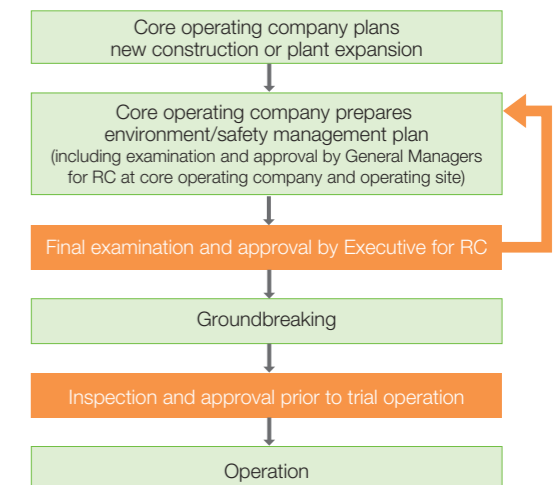 Core operating company plans
new construction or plant expansion
Core operating company prepares
environment/safety management plan
(including examination and approval by General Managers
for RC at core operating company and operating site)
Final examination and approval by Executive for RC
Groundbreaking
Inspection and approval prior to trial operation
Operation